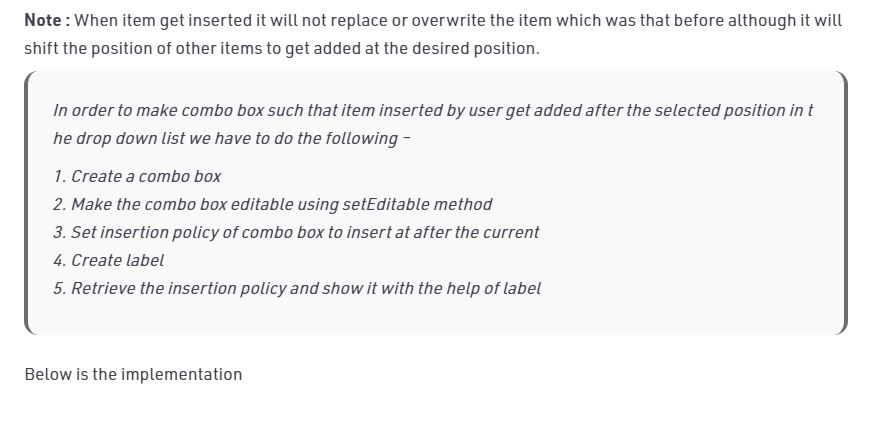 Note : When item get inserted it will not replace or overwrite the item which was that before although it will
shift the position of other items to get added at the desired position.
In order to make combo box such that item inserted by user get added after the selected position in t
he drop down list we have to do the following –
1. Create a combo box
2. Make the combo box editable using setEditable method
3. Set insertion policy of combo box to insert at after the current
4. Create label
5. Retrieve the insertion policy and show it with the help of label
Below is the implementation